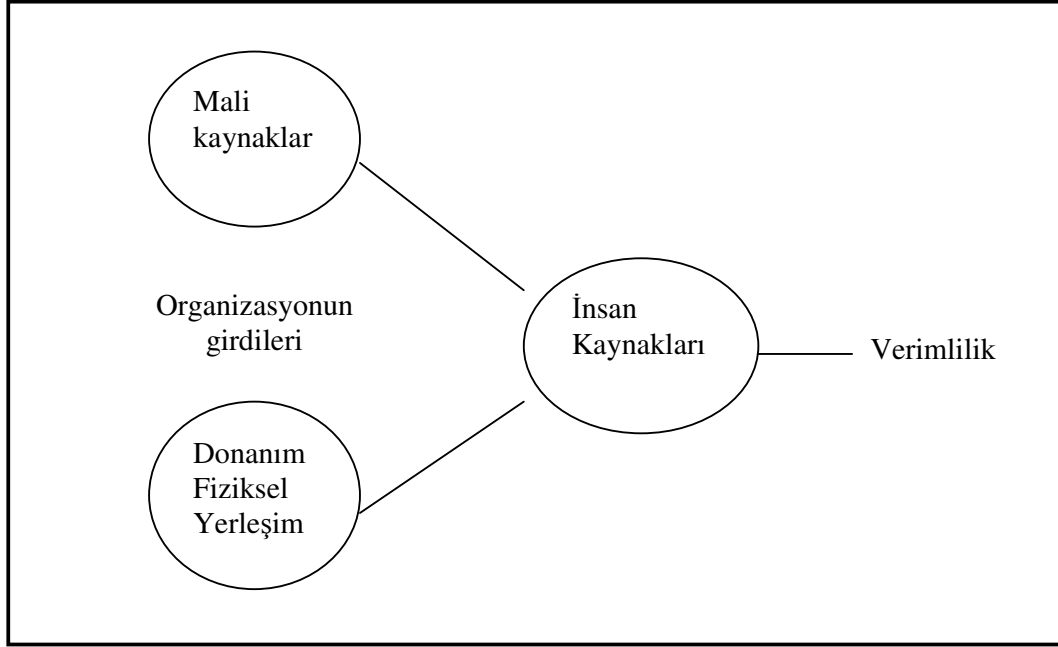 Mali
kaynaklar
Organizasyonun
girdileri
İnsan
Kaynakları
Verimlilik
Donanım
Fiziksel
Yerleşim